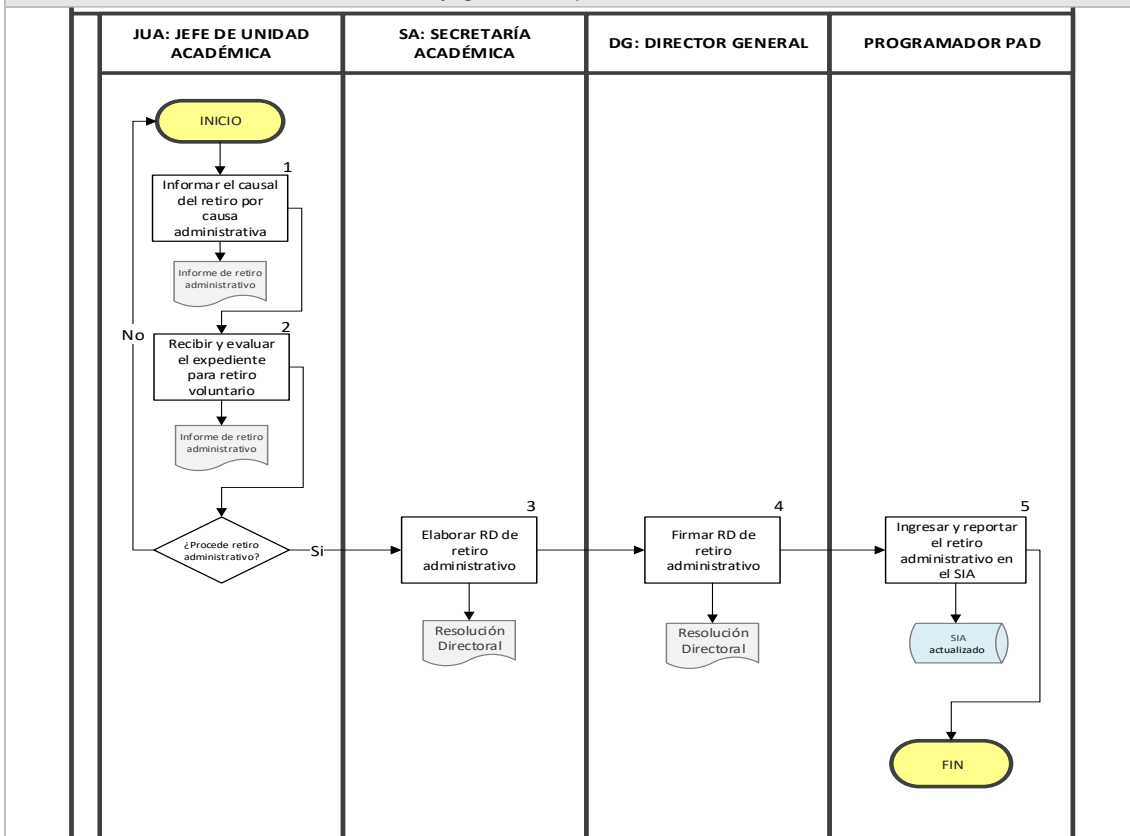 JUA: JEFE DE UNIDAD
ACADÉMICA
SA: SECRETARÍA
ACADÉMICA
DG: DIRECTOR GENERAL
PROGRAMADOR PAD
INICIO
1
Informar el causal
del retiro por
causa
administrativa
Informe de retiro
administrativo
No
2
Recibir y evaluar
el expediente
para retiro
voluntario
Informe de retiro
administrativo
¿Procede retiro
administrativo?
Si
3
Elaborar RD de
retiro
administrativo
Resolución
Directoral
4
Firmar RD de
retiro
administrativo
Resolución
Directoral
5
Ingresar y reportar
el retiro
administrativo en
el SIA
SIA
actualizado
FIN